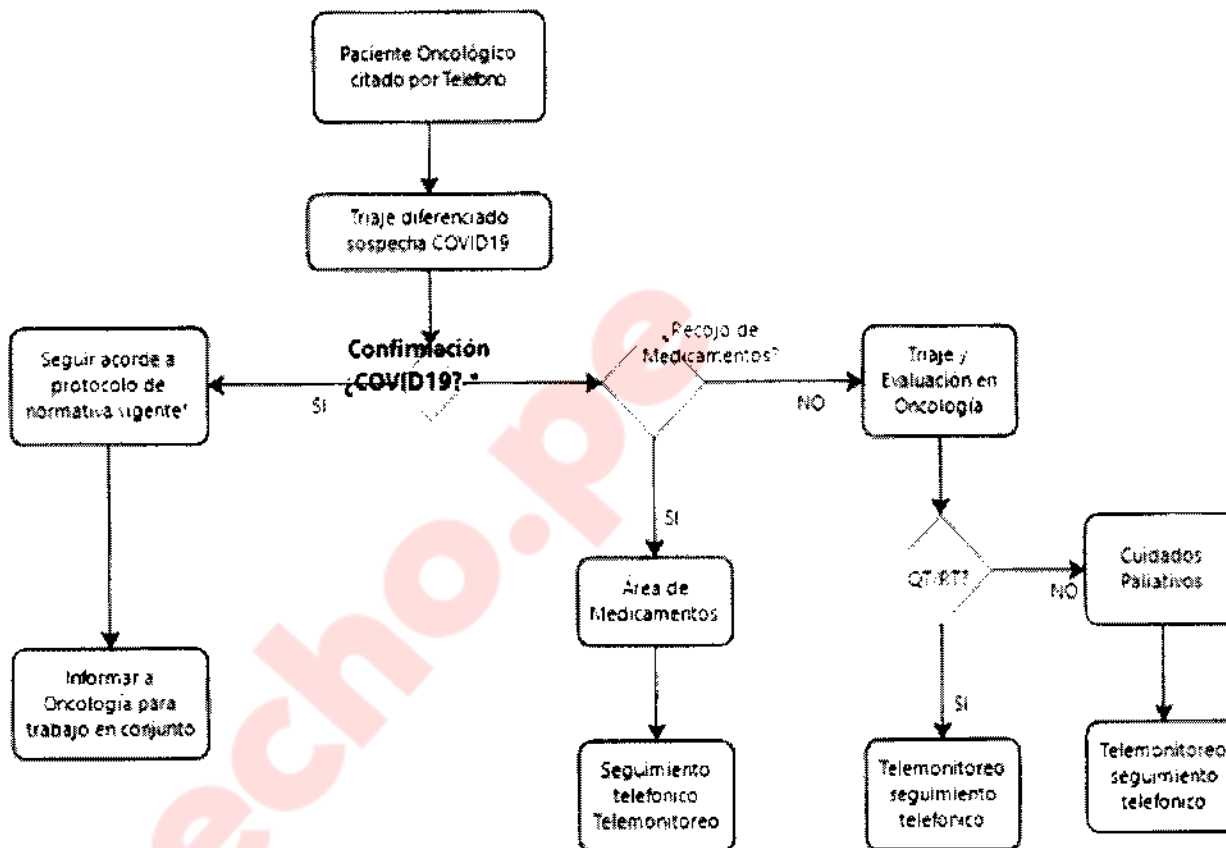 Paciente Oncológico
citado por Teléfono
Triaje diferenciado
sospecha COVID19
Confirmación
¿COVID19? *
SI
Seguir acorde a
protocolo de
normativa vigente*
Informar a
Oncología para
trabajo en conjunto
¿Recojo de
Medicamentos?
SI
NO
Área de
Medicamentos
Seguimiento
telefonico
Telemonitoreo
Triaje y
Evaluación en
Oncología
QT/RT?
SI
NO
Telemonitoreo
seguimiento
telefonico
Cuidados
Paliativos
Telemonitoreo
seguimiento
telefonico
echo.pe